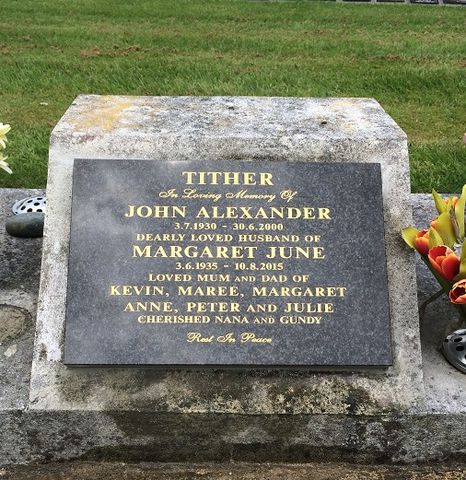 TITHER
In Loving Memory Of
JOHN ALEXANDER
3.7.1930 - 30.6.2000
DEARLY LOVED HUSBAND OF
MARGARET JUNE
3.6.1935 - 10.8.2015
LOVED MUM AND DAD OF
KEVIN, MAREE, MARGARET
ANNE, PETER AND JULIE
CHERISHED NANA AND GUNDY
Rest In Peace